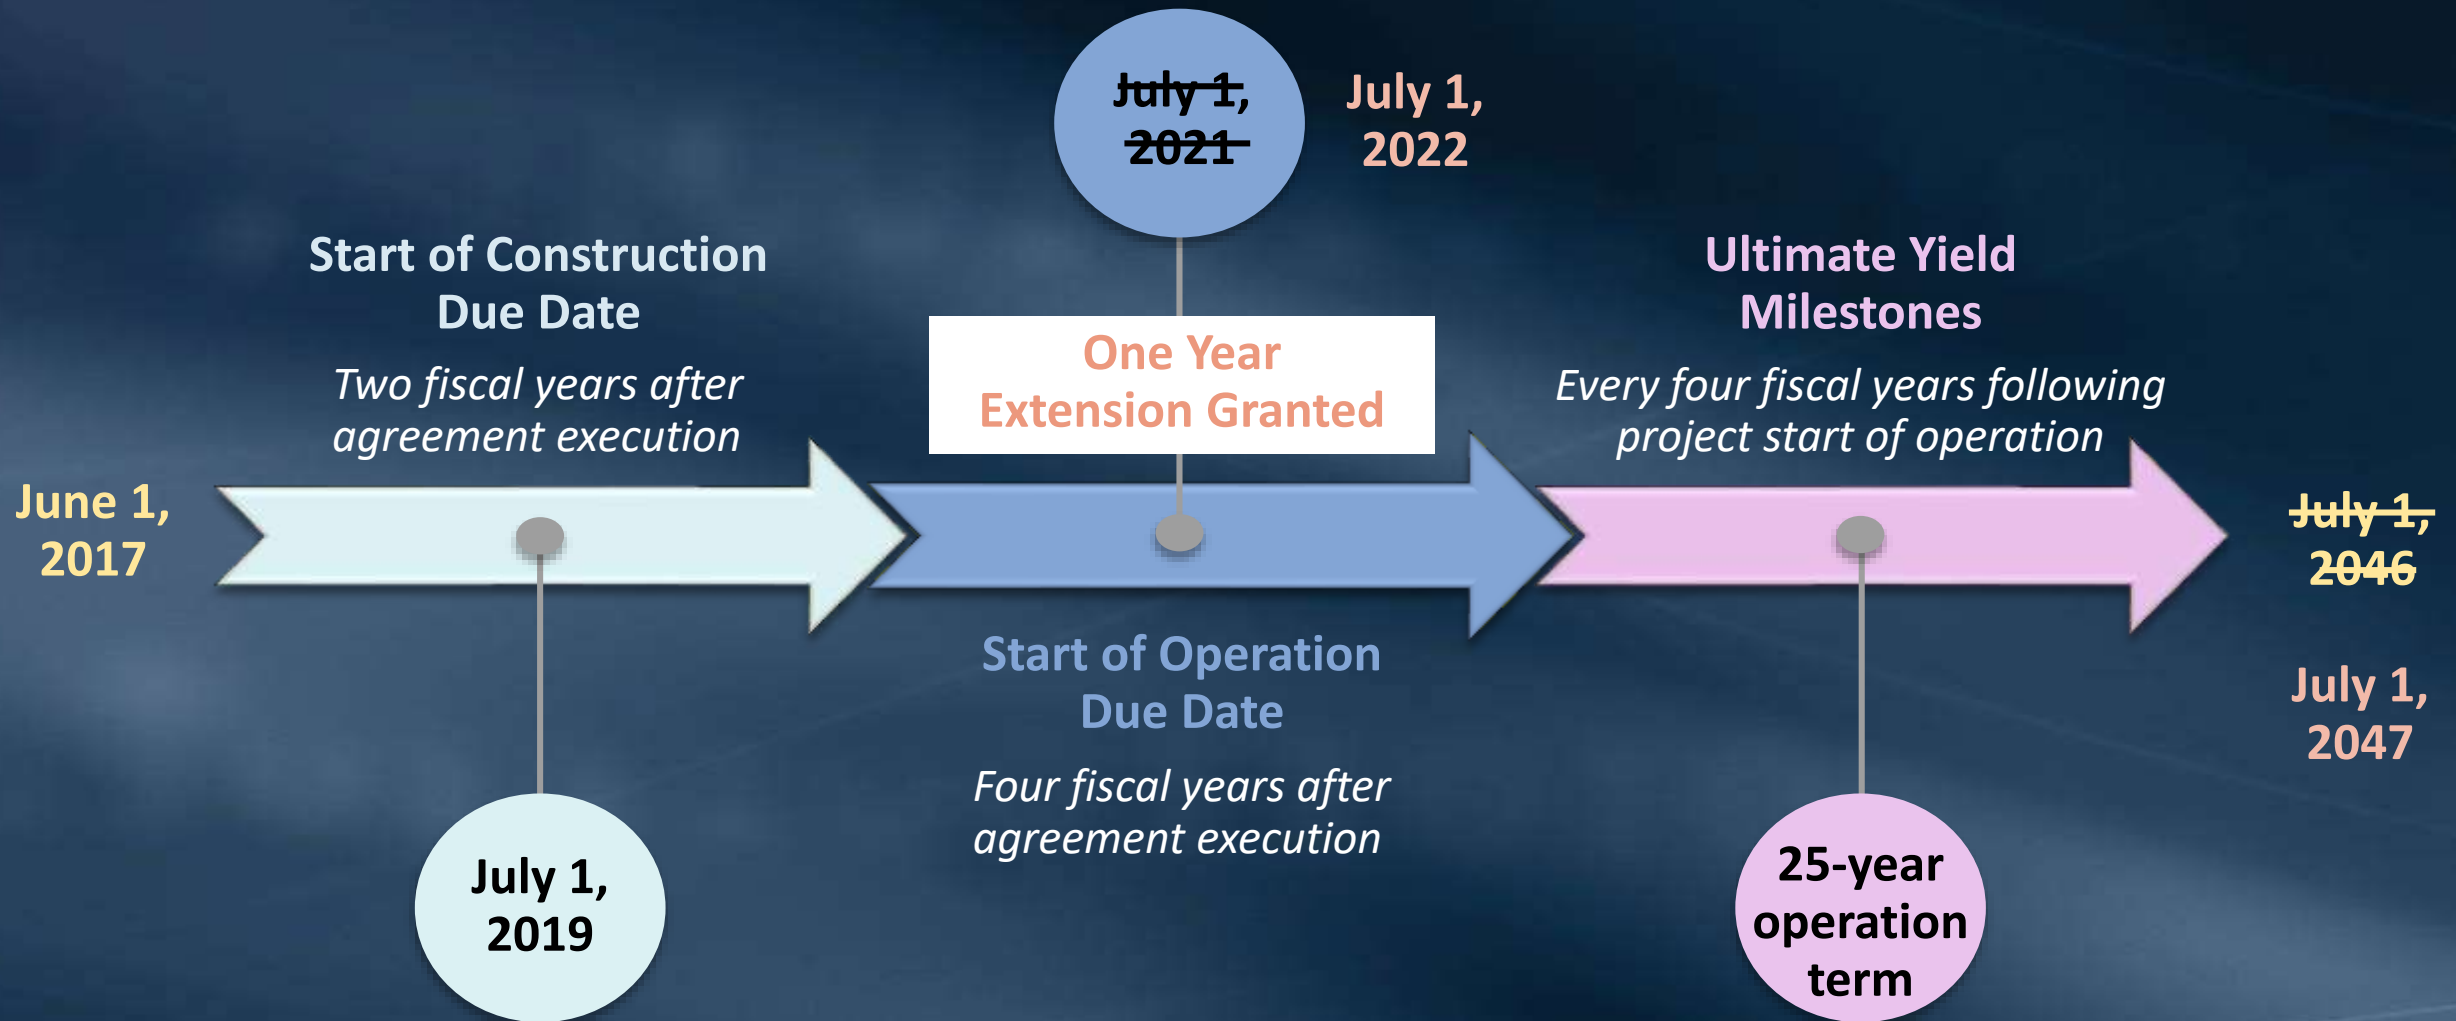 June 1,
2017
Start of Construction
Due Date
Two fiscal years after
agreement execution
July 1,
2019
July 1,
2021
July 1,
2022
One Year
Extension Granted
Start of Operation
Due Date
Four fiscal years after
agreement execution
Ultimate Yield
Milestones
Every four fiscal years following
project start of operation
25-year
operation
term
July 1,
2046
July 1,
2047